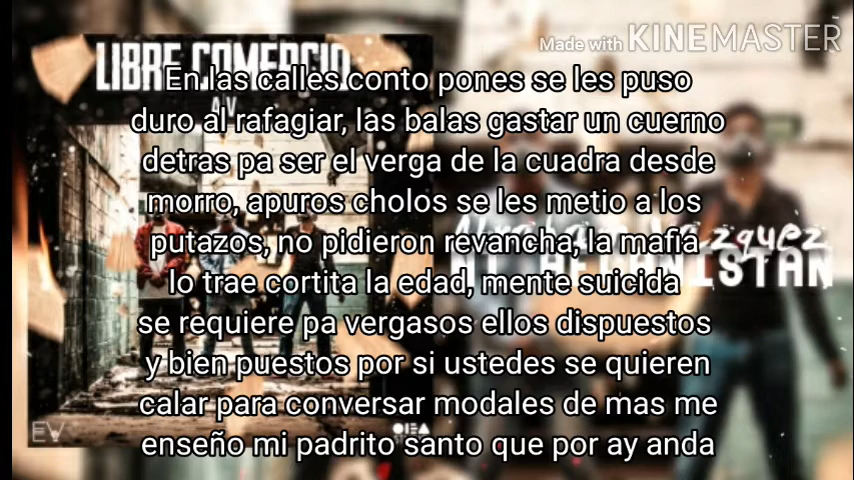 Made with KINEMASTER
LIBRE COMERCIO
En las calles conto pones se les puso
duro al rafagiar, las balas gastar un cuerno
detras pa ser el verga de la cuadra desde
morro, apuros cholos se les metio a los
putazos, no pidieron revancha, la mafia
lo trae cortita la edad, mente suicida
se requiere pa vergasos ellos dispuestos
y bien puestos por si ustedes se quieren
calar para conversar modales de mas me
enseño mi padrito santo que por ay anda
EV